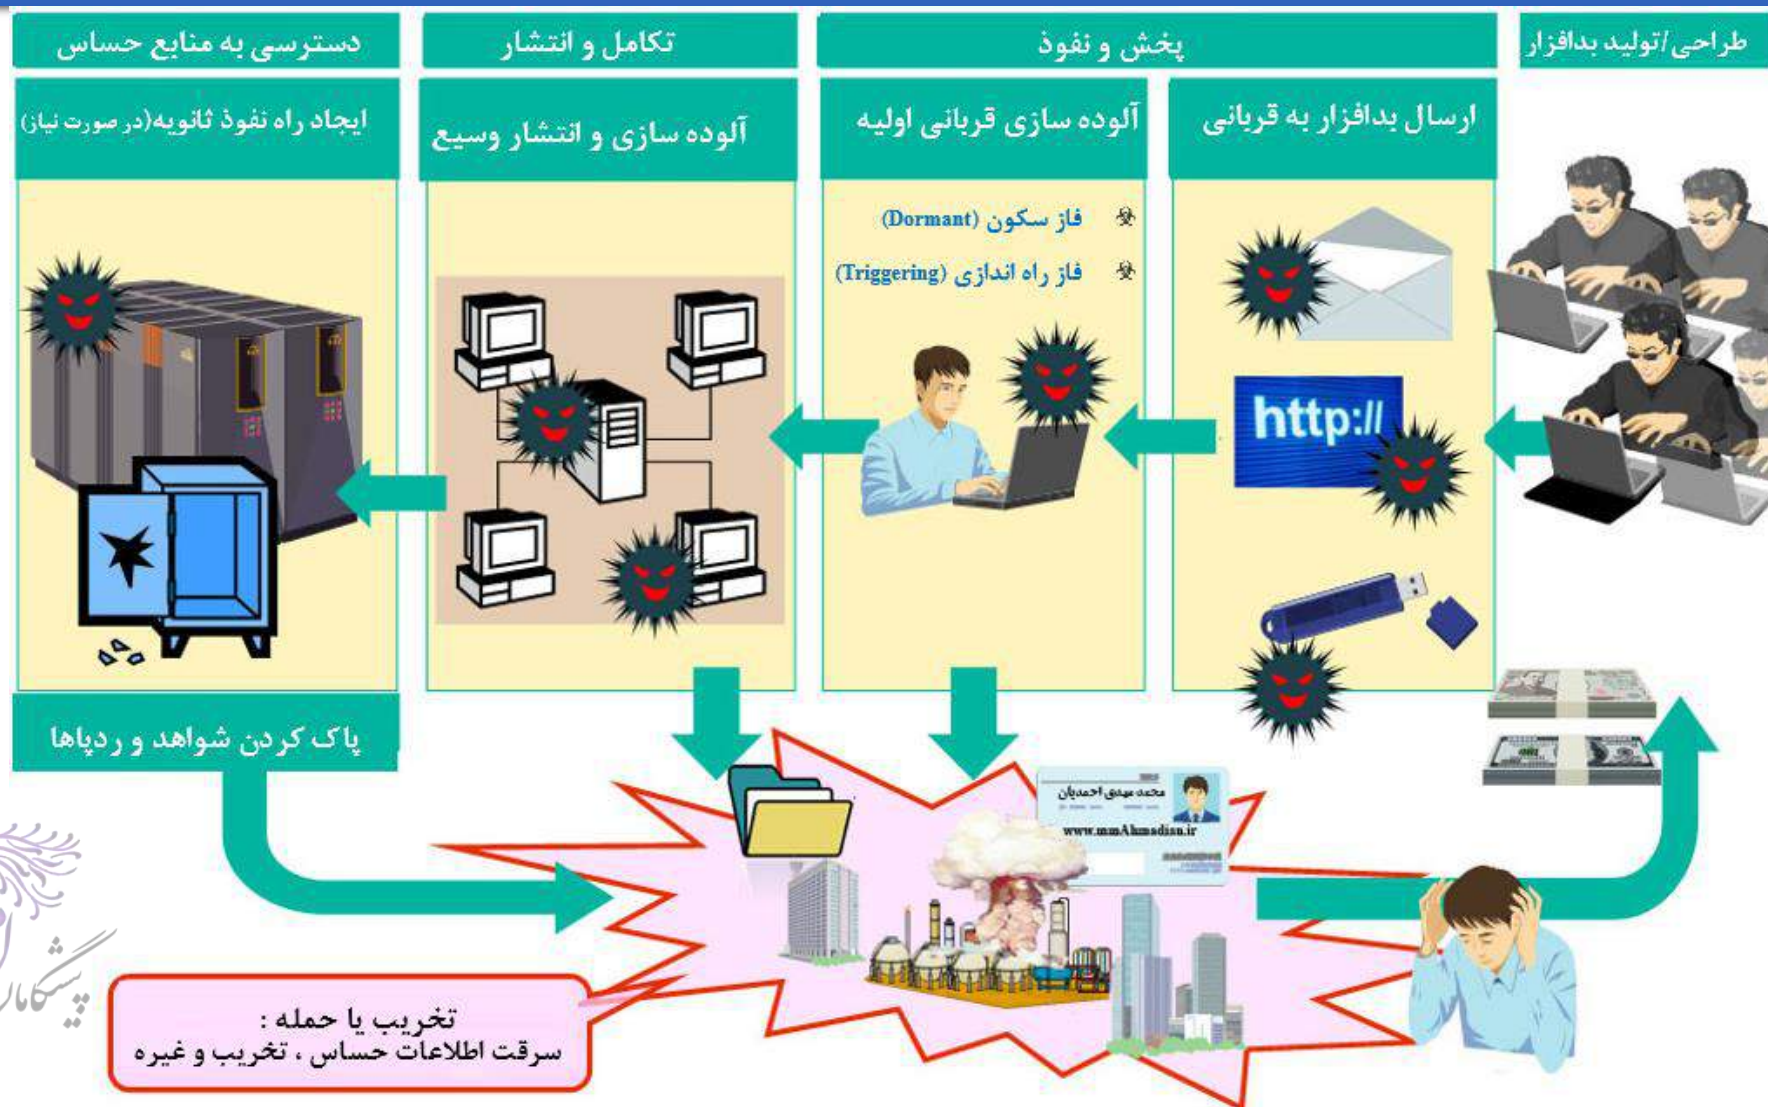 طراحی/تولید بدافزار
پخش و نفوذ
تکامل و انتشار
دسترسی به منابع حساس
ارسال بدافزار به قربانی
آلوده سازی قربانی اولیه
آلوده سازی و انتشار وسیع
ایجاد راه نفوذ ثانویه(در صورت نیاز)
فاز سکون (Dormant)
فاز راه اندازی (Triggering)
http://
پاک کردن شواهد و ردپاها
محمد مهدی احمدیان
www.mmAhmadian.ir
تخریب یا حمله :
سرقت اطلاعات حساس ، تخریب و غیره